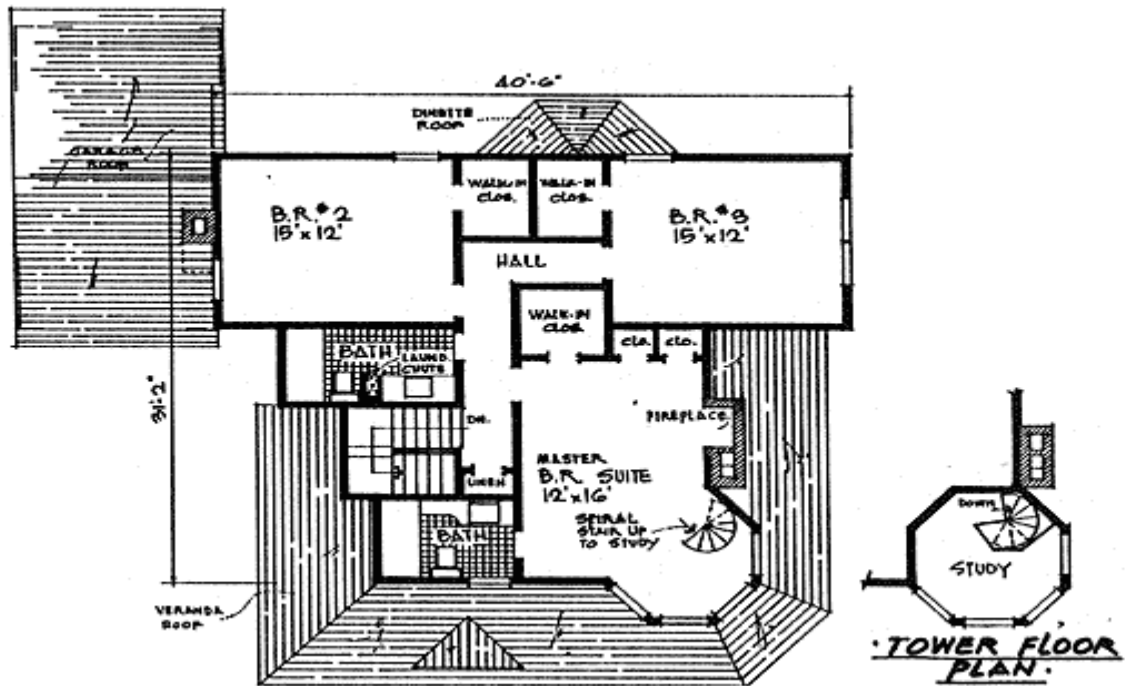 40'-6"
DINETTE
ROOF
GARAGE
ROOF
WALK-IN
CLOS.
WALK-IN
CLOS.
B.R. #2
15'x12'
B.R. #3
15'x12'
HALL
WALK-IN
CLOS.
CLO.
CLO.
BATH
LAUND.
CHUTE
31'-2"
DN.
FIREPLACE
MASTER
B.R. SUITE
12'x16'
LINEN
SPIRAL
STAIR UP
TO STUDY
BATH
VERANDA
ROOF
DOWN
STUDY
·TOWER FLOOR
PLAN·